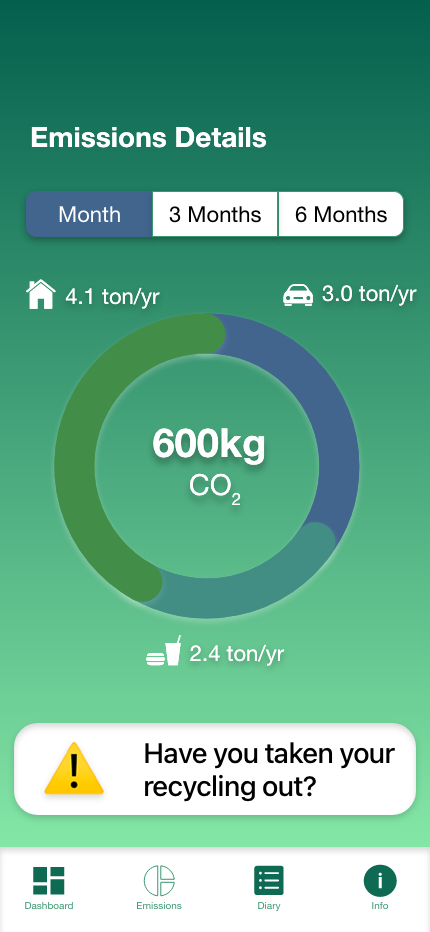 Emissions Details
Month 3 Months 6 Months
4.1 ton/yr 3.0 ton/yr
600kg
CO₂
2.4 ton/yr
Have you taken your
recycling out?
Dashboard Emissions Diary Info